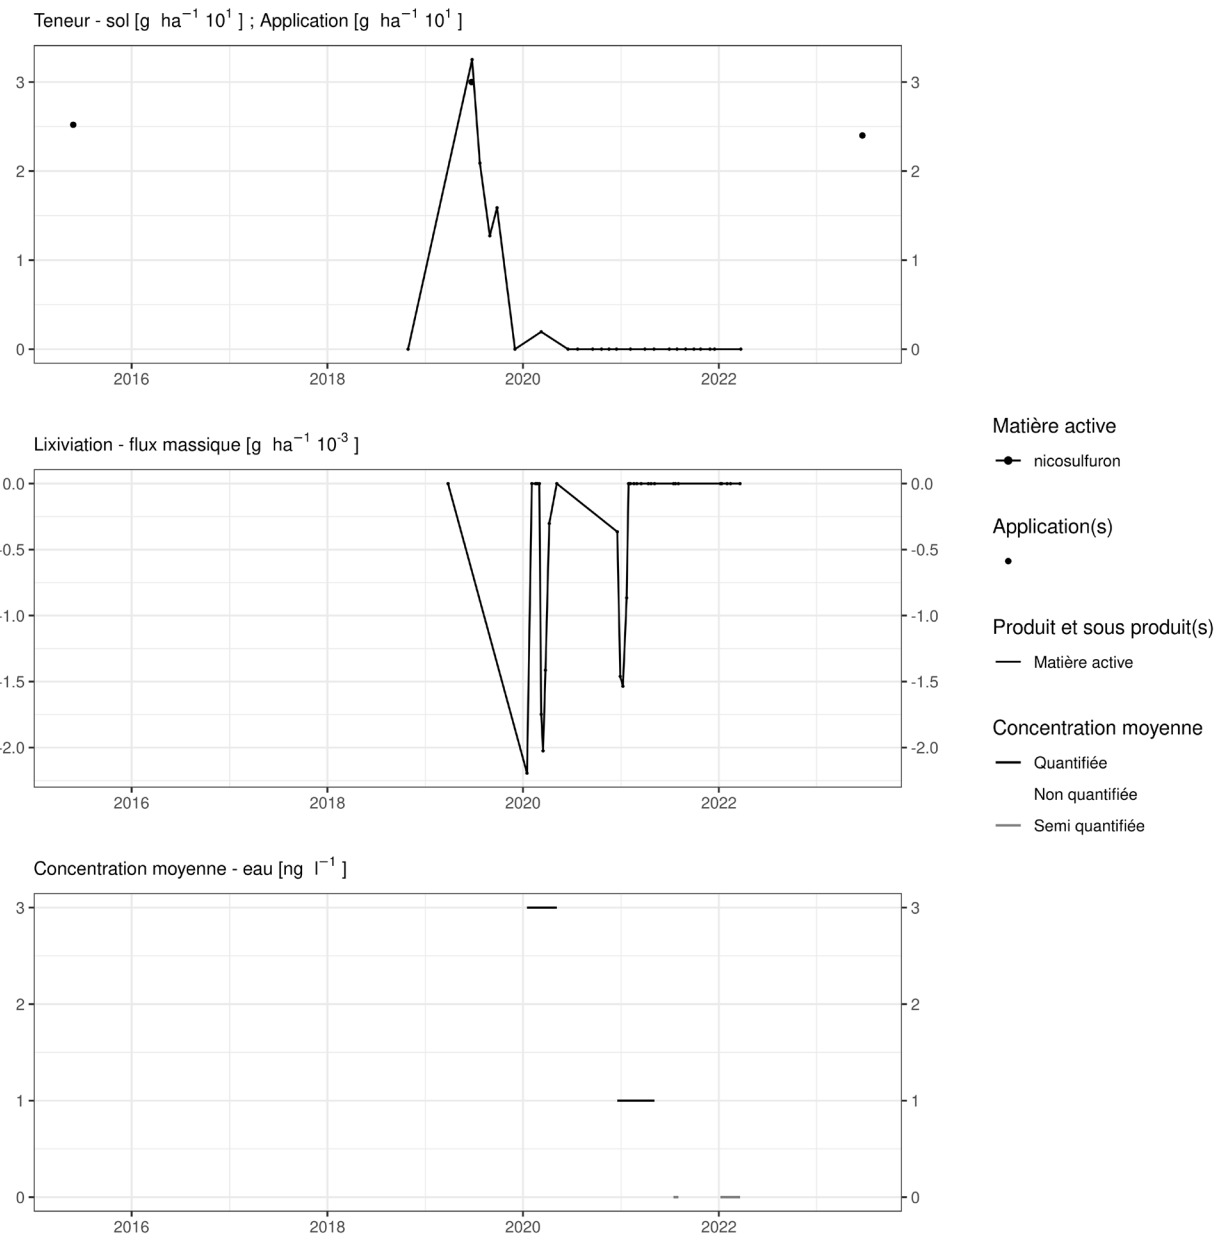 Teneur - sol [g ha⁻¹ 10¹ ] ; Application [g ha⁻¹ 10¹ ]
3 3
2 2
1 1
0 0
2016 2018 2020 2022
Lixiviation - flux massique [g ha⁻¹ 10⁻³ ]
0.0 0.0
-0.5 -0.5
-1.0 -1.0
-1.5 -1.5
-2.0 -2.0
2016 2018 2020 2022
Concentration moyenne - eau [ng l⁻¹ ]
3 3
2 2
1 1
0 0
2016 2018 2020 2022
Matière active
nicosulfuron
Application(s)
Produit et sous produit(s)
Matière active
Concentration moyenne
Quantifiée
Non quantifiée
Semi quantifiée